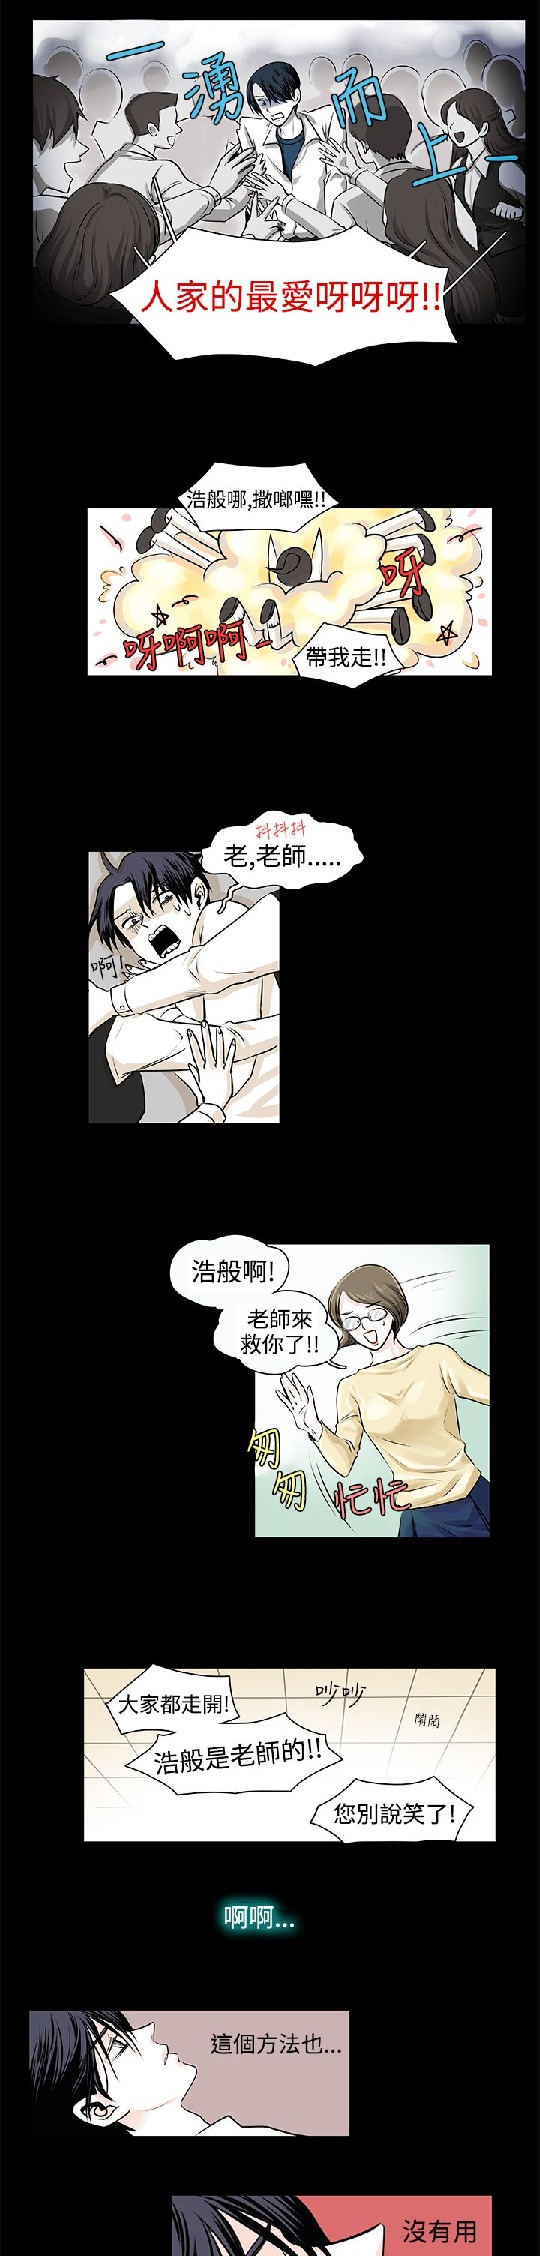 一湧而上一
人家的最愛呀呀呀!!
浩般哪,撒啷嘿!!
呀
呀啊啊-
帶我走!!
抖抖抖
老,老師.....
啊!
浩般啊!
老師來
救你了!!
匆匆
忙忙
吵吵
大家都走開!
鬧鬧
浩般是老師的!!
您別說笑了!
啊啊...
這個方法也...
沒有用